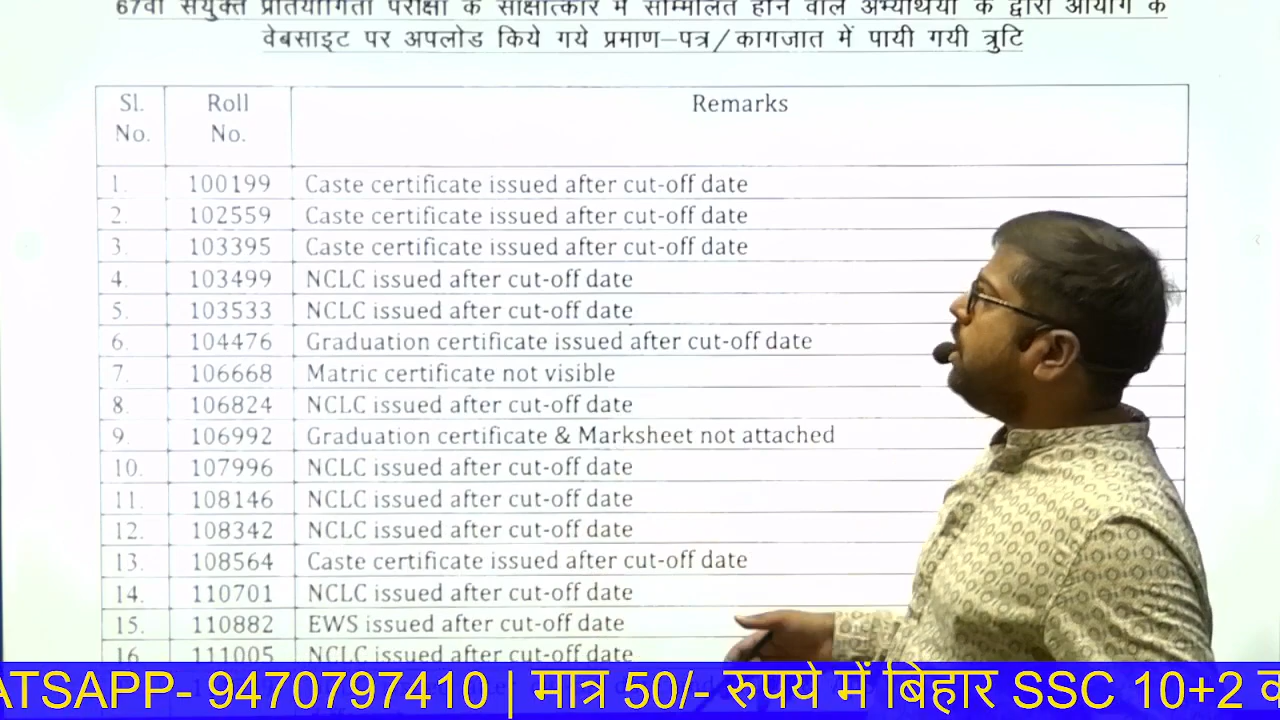 67वीं संयुक्त प्रतियोगिता परीक्षा के साक्षात्कार में सम्मिलित होने वाले अभ्यर्थियों के द्वारा आयोग के
वेबसाइट पर अपलोड किये गये प्रमाण–पत्र/कागजात में पायी गयी त्रुटि
Sl. No. Roll No. Remarks
1. 100199 Caste certificate issued after cut-off date
2. 102559 Caste certificate issued after cut-off date
3. 103395 Caste certificate issued after cut-off date
4. 103499 NCLC issued after cut-off date
5. 103533 NCLC issued after cut-off date
6. 104476 Graduation certificate issued after cut-off date
7. 106668 Matric certificate not visible
8. 106824 NCLC issued after cut-off date
9. 106992 Graduation certificate & Marksheet not attached
10. 107996 NCLC issued after cut-off date
11. 108146 NCLC issued after cut-off date
12. 108342 NCLC issued after cut-off date
13. 108564 Caste certificate issued after cut-off date
14. 110701 NCLC issued after cut-off date
15. 110882 EWS issued after cut-off date
16. 111005 NCLC issued after cut-off date
ATSAPP- 9470797410 | मात्र 50/- रुपये में बिहार SSC 10+2